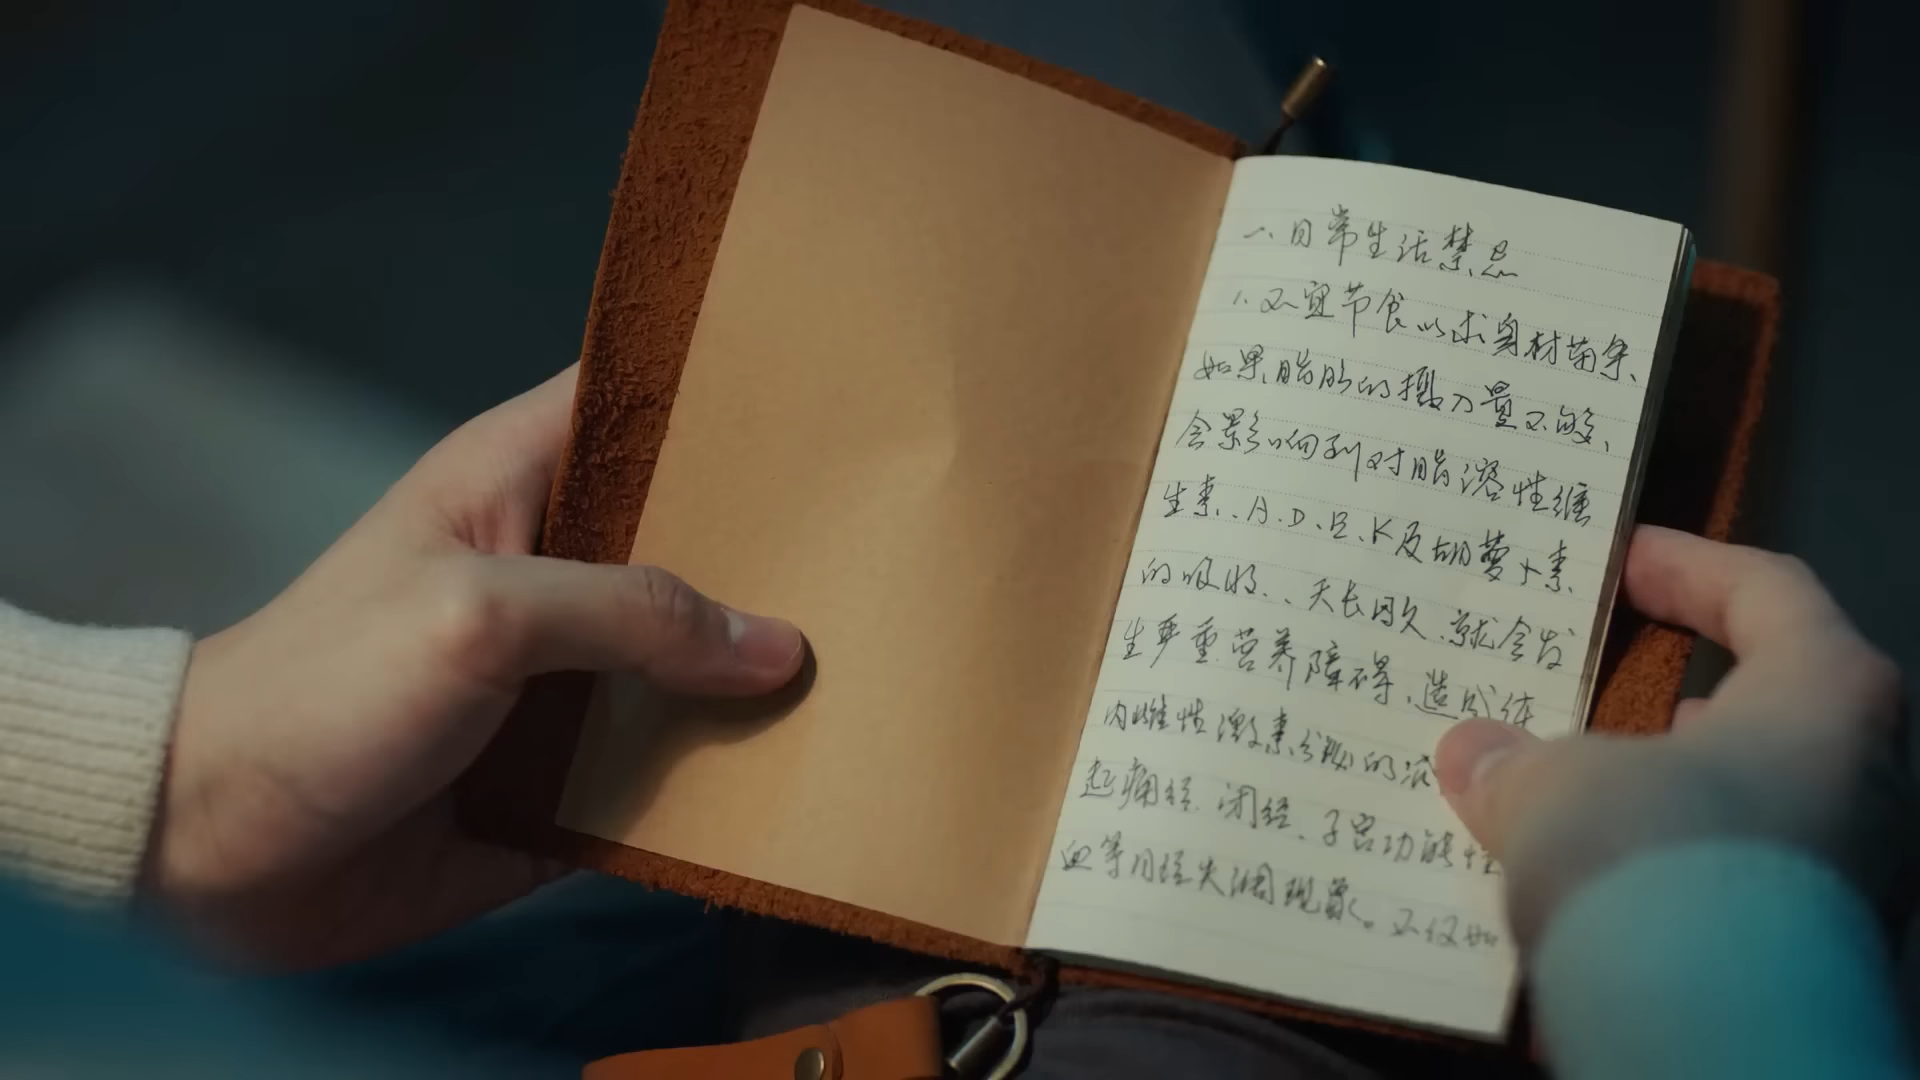 一、日常生活禁忌
1、不宜节食以求身材苗条、
如果脂肪的摄入量不够、
会影响到对脂溶性维
生素、A、D、E、K及胡萝卜素
的吸收、、天长日久、就会发
生严重营养障碍、造成体
内雌性激素分泌的
起痛经、闭经、子宫功能性
血等月经失调现象。不仅如